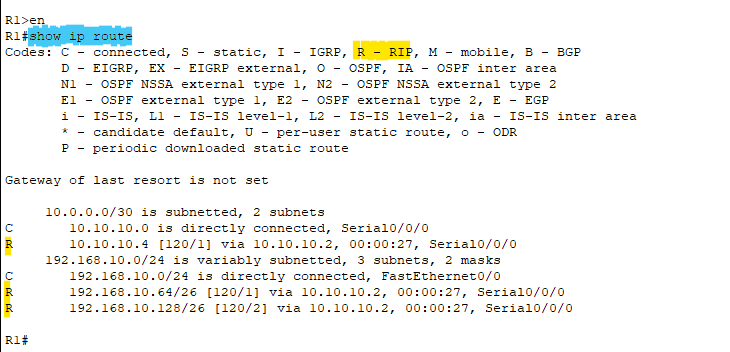 R1>en
R1#show ip route
Codes: C - connected, S - static, I - IGRP, R - RIP, M - mobile, B - BGP
D - EIGRP, EX - EIGRP external, O - OSPF, IA - OSPF inter area
N1 - OSPF NSSA external type 1, N2 - OSPF NSSA external type 2
E1 - OSPF external type 1, E2 - OSPF external type 2, E - EGP
i - IS-IS, L1 - IS-IS level-1, L2 - IS-IS level-2, ia - IS-IS inter area
* - candidate default, U - per-user static route, o - ODR
P - periodic downloaded static route
Gateway of last resort is not set
10.0.0.0/30 is subnetted, 2 subnets
C 10.10.10.0 is directly connected, Serial0/0/0
R 10.10.10.4 [120/1] via 10.10.10.2, 00:00:27, Serial0/0/0
192.168.10.0/24 is variably subnetted, 3 subnets, 2 masks
C 192.168.10.0/24 is directly connected, FastEthernet0/0
R 192.168.10.64/26 [120/1] via 10.10.10.2, 00:00:27, Serial0/0/0
R 192.168.10.128/26 [120/2] via 10.10.10.2, 00:00:27, Serial0/0/0
R1#